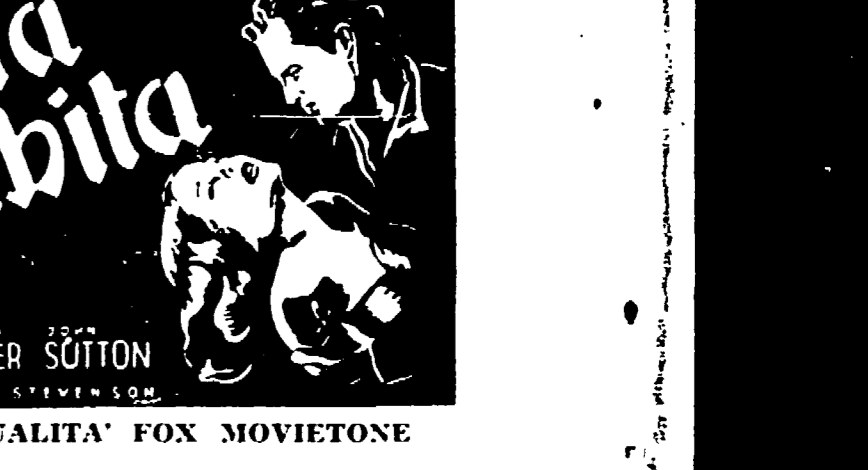 a
bita
JOHN
ER SUTTON
STEVENSON
UALITA' FOX MOVIETONE